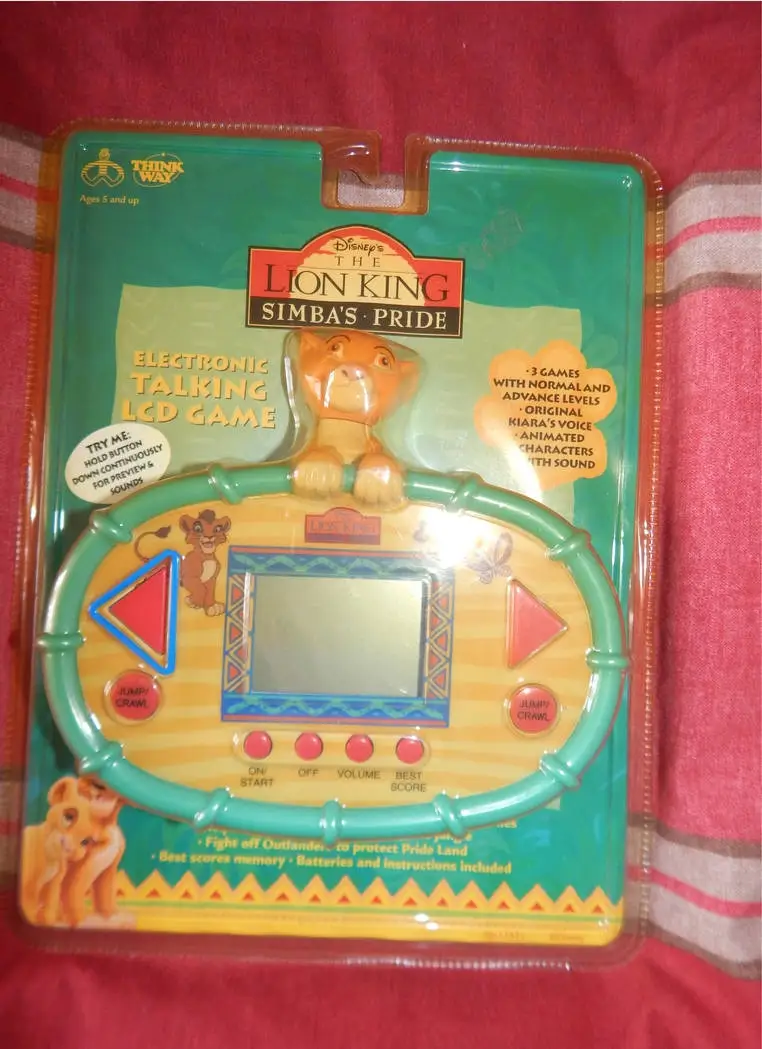 THINK
WAY
Ages 5 and up
DISNEY'S
THE
LION KING
SIMBA'S · PRIDE
ELECTRONIC
TALKING
LCD GAME
TRY ME:
HOLD BUTTON
DOWN CONTINUOUSLY
FOR PREVIEW &
SOUNDS
· 3 GAMES
WITH NORMAL AND
ADVANCE LEVELS
· ORIGINAL
KIARA'S VOICE
· ANIMATED
CHARACTERS
WITH SOUND
LION KING
JUMP/
CRAWL
JUMP/
CRAWL
ON/
START
OFF
VOLUME
BEST
SCORE
· Fight off Outlanders to protect Pride Land
· Best scores memory · Batteries and instructions included